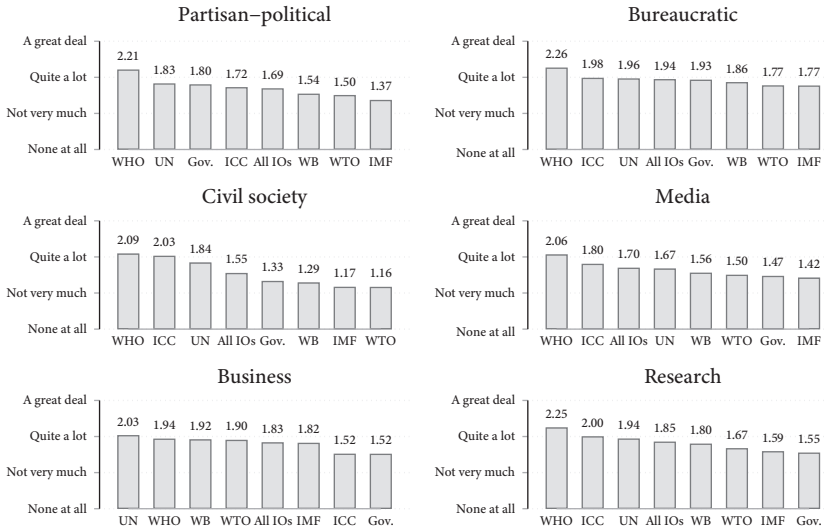 Partisan–political
A great deal
Quite a lot
Not very much
None at all
2.21 1.83 1.80 1.72 1.69 1.54 1.50 1.37
WHO UN Gov. ICC All IOs WB WTO IMF
Bureaucratic
A great deal
Quite a lot
Not very much
None at all
2.26 1.98 1.96 1.94 1.93 1.86 1.77 1.77
WHO ICC UN All IOs Gov. WB WTO IMF
Civil society
A great deal
Quite a lot
Not very much
None at all
2.09 2.03 1.84 1.55 1.33 1.29 1.17 1.16
WHO ICC UN All IOs Gov. WB IMF WTO
Media
A great deal
Quite a lot
Not very much
None at all
2.06 1.80 1.70 1.67 1.56 1.50 1.47 1.42
WHO ICC All IOs UN WB WTO Gov. IMF
Business
A great deal
Quite a lot
Not very much
None at all
2.03 1.94 1.92 1.90 1.83 1.82 1.52 1.52
UN WHO WB WTO All IOs IMF ICC Gov.
Research
A great deal
Quite a lot
Not very much
None at all
2.25 2.00 1.94 1.85 1.80 1.67 1.59 1.55
WHO ICC UN All IOs WB WTO IMF Gov.